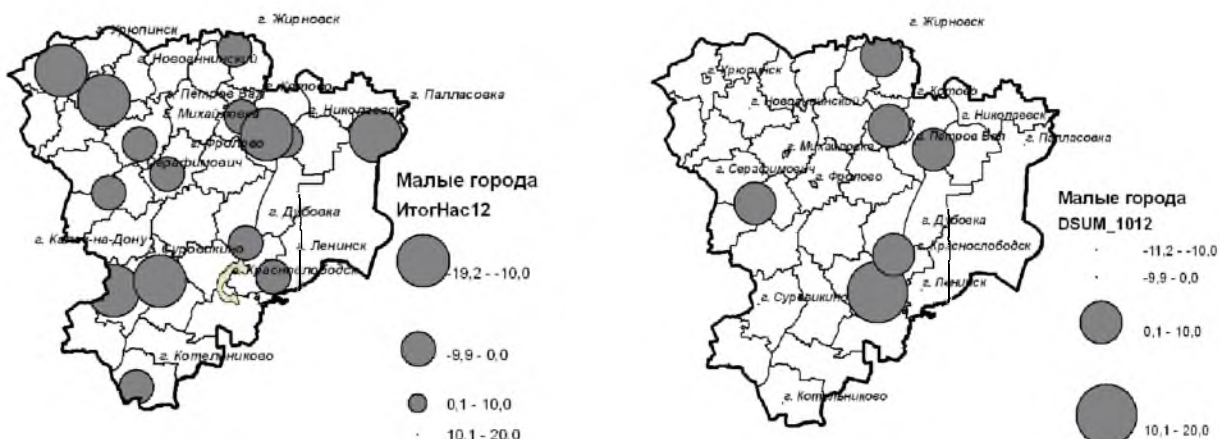 г. Жирновск
г. Урюпинск
г. Новоаннинский
г. Котово
г. Петров Вал
г. Николаевск
г. Палласовка
г. Михайловка
г. Фролово
г. Серафимович
г. Дубовка
г. Калач-на-Дону
г. Суровикино
г. Ленинск
г. Краснослободск
г. Котельниково
Малые города
ИтогНас12
-19,2 - -10,0
-9,9 - 0,0
0,1 - 10,0
10,1 - 20,0
г. Жирновск
г. Урюпинск
г. Котово
г. Новоаннинский
г. Николаевск
г. Петров Вал
г. Палласовка
г. Михайловка
г. Серафимович
г. Фролово
г. Дубовка
г. Краснослободск
г. Ленинск
г. Суровикино
г. Котельниково
Малые города
DSUM_1012
-11,2 - -10,0
-9,9 - 0,0
0,1 - 10,0
10,1 - 20,0